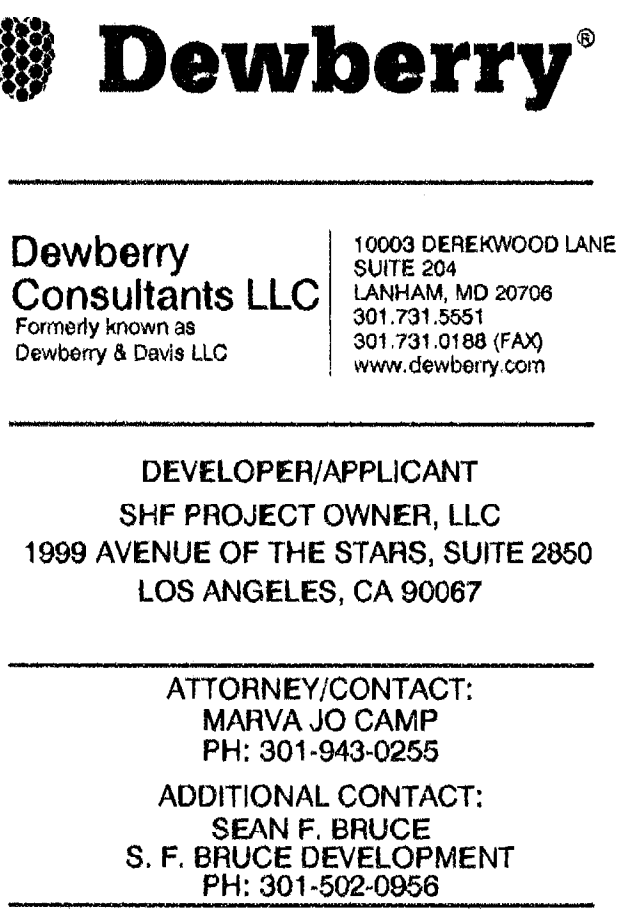 Dewberry®
Dewberry
Consultants LLC
Formerly known as
Dewberry & Davis LLC
10003 DEREKWOOD LANE
SUITE 204
LANHAM, MD 20706
301.731.5551
301.731.0188 (FAX)
www.dewberry.com
DEVELOPER/APPLICANT
SHF PROJECT OWNER, LLC
1999 AVENUE OF THE STARS, SUITE 2850
LOS ANGELES, CA 90067
ATTORNEY/CONTACT:
MARVA JO CAMP
PH: 301-943-0255
ADDITIONAL CONTACT:
SEAN F. BRUCE
S. F. BRUCE DEVELOPMENT
PH: 301-502-0956